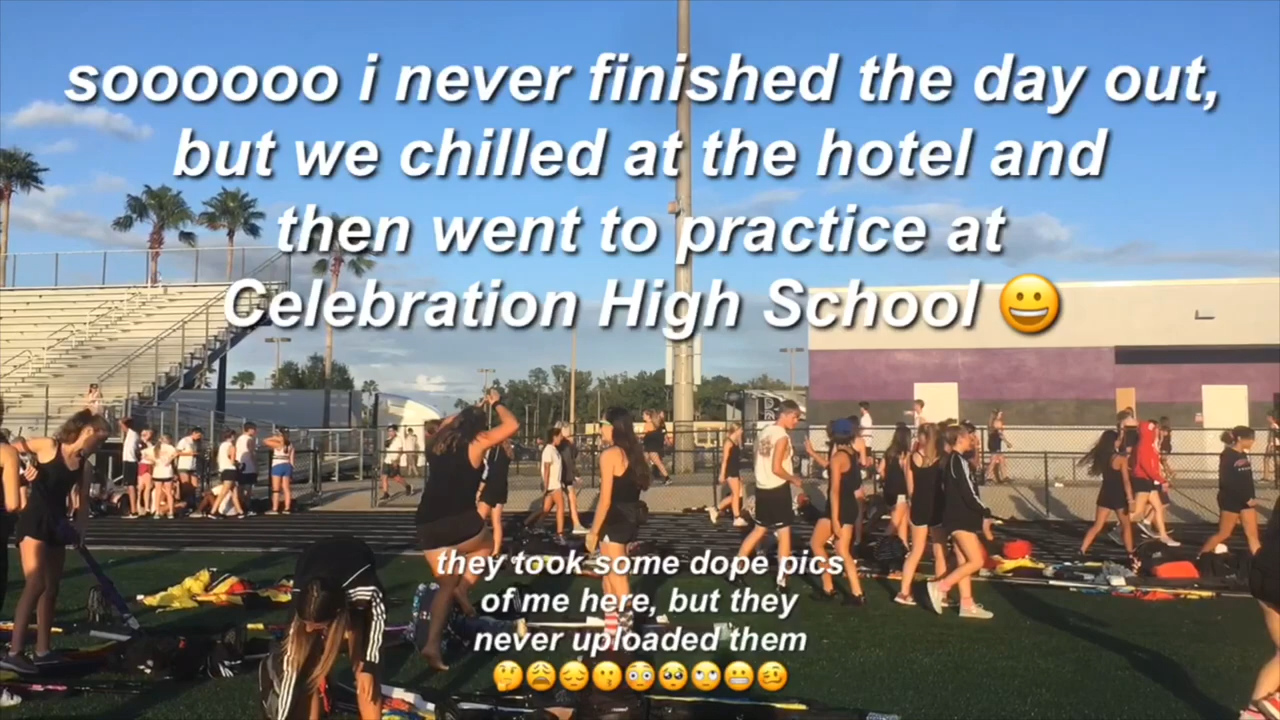 soooooo i never finished the day out,
but we chilled at the hotel and
then went to practice at
Celebration High School 😀
they took some dope pics
of me here, but they
never uploaded them
🤔😩😔😗😳🥺🙄😬🥴